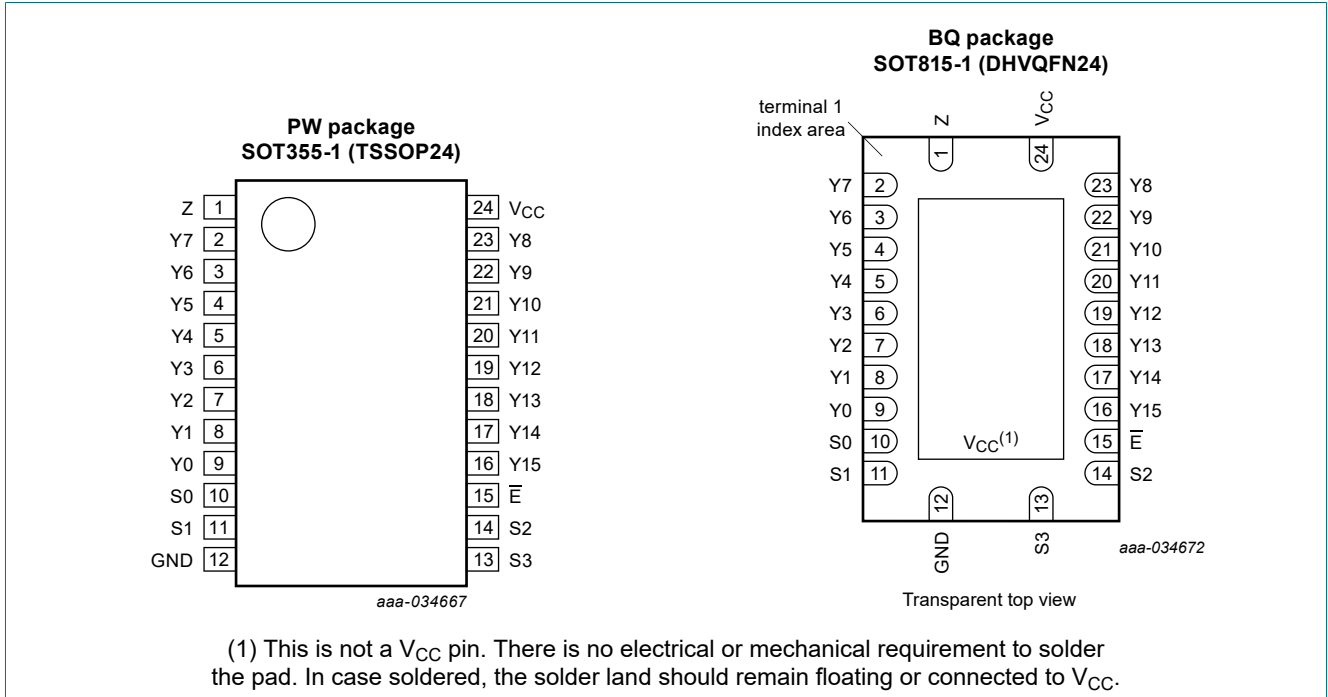 PW package
SOT355-1 (TSSOP24)
Z 1
Y7 2
Y6 3
Y5 4
Y4 5
Y3 6
Y2 7
Y1 8
Y0 9
S0 10
S1 11
GND 12
24 VCC
23 Y8
22 Y9
21 Y10
20 Y11
19 Y12
18 Y13
17 Y14
16 Y15
15 E̅
14 S2
13 S3
aaa-034667
BQ package
SOT815-1 (DHVQFN24)
terminal 1
index area
Z
VCC
1
24
Y7 2
Y6 3
Y5 4
Y4 5
Y3 6
Y2 7
Y1 8
Y0 9
S0 10
S1 11
23 Y8
22 Y9
21 Y10
20 Y11
19 Y12
18 Y13
17 Y14
16 Y15
15 E̅
14 S2
VCC(1)
12
13
GND
S3
aaa-034672
Transparent top view
(1) This is not a VCC pin. There is no electrical or mechanical requirement to solder
the pad. In case soldered, the solder land should remain floating or connected to VCC.